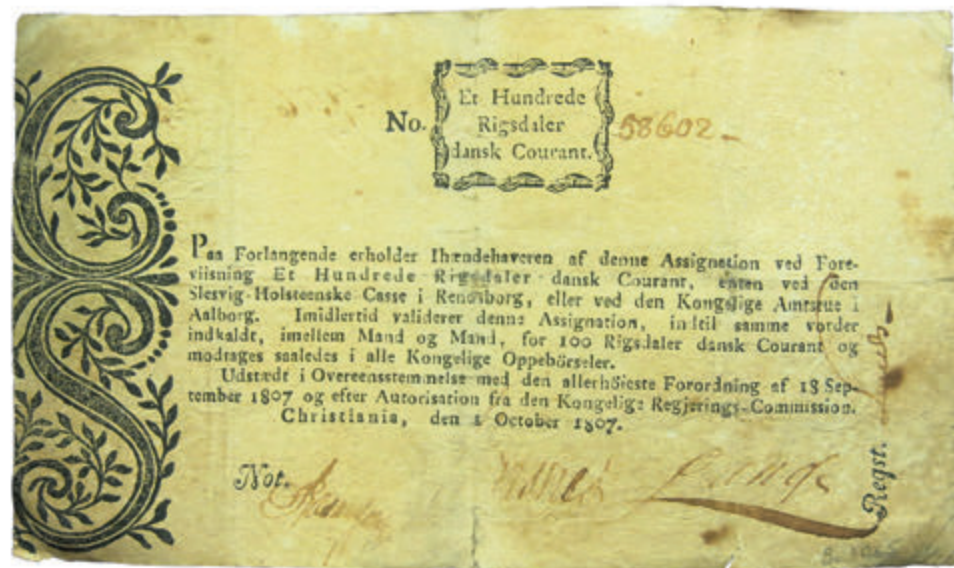 Et Hundrede
Rigsdaler
dansk Courant.
No. 58602
Paa Forlangende erholder Ihændehaveren af denne Assignation ved Fore-
viisning Et Hundrede Rigsdaler dansk Courant, enten ved den
Slesvig-Holsteenske Casse i Rendsborg, eller ved den Kongelige Amtstue i
Aalborg. Imidlertid validerer denne Assignation, indtil samme vorder
indkaldt, imellem Mand og Mand, for 100 Rigsdaler dansk Courant og
modtages saaledes i alle Kongelige Oppebörseler.
Udstædt i Overeensstemmelse med den allerhöieste Forordning af 18 Sep-
tember 1807 og efter Autorisation fra den Kongelige Regjerings-Commission.
Christiania, den 1 October 1807.
Not.
Reqst.